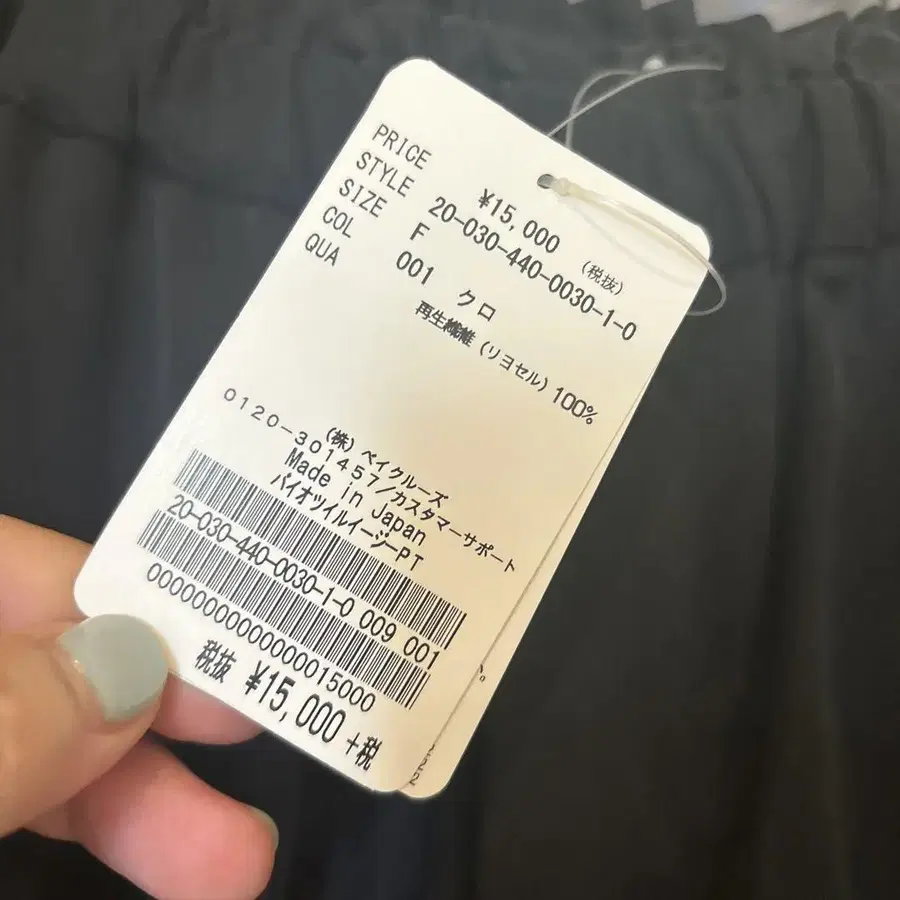 PRICE ¥15,000 (税抜)
STYLE 20-030-440-0030-1-0
SIZE F
COL 001 クロ
QUA
再生繊維 (リヨセル) 100%
(株) ベイクルーズ
0120-301457/カスタマーサポート
Made in Japan
バイオツイルイージーPT
20-030-440-0030-1-0 009 001
0000000000000015000
税抜 ¥15,000 +税